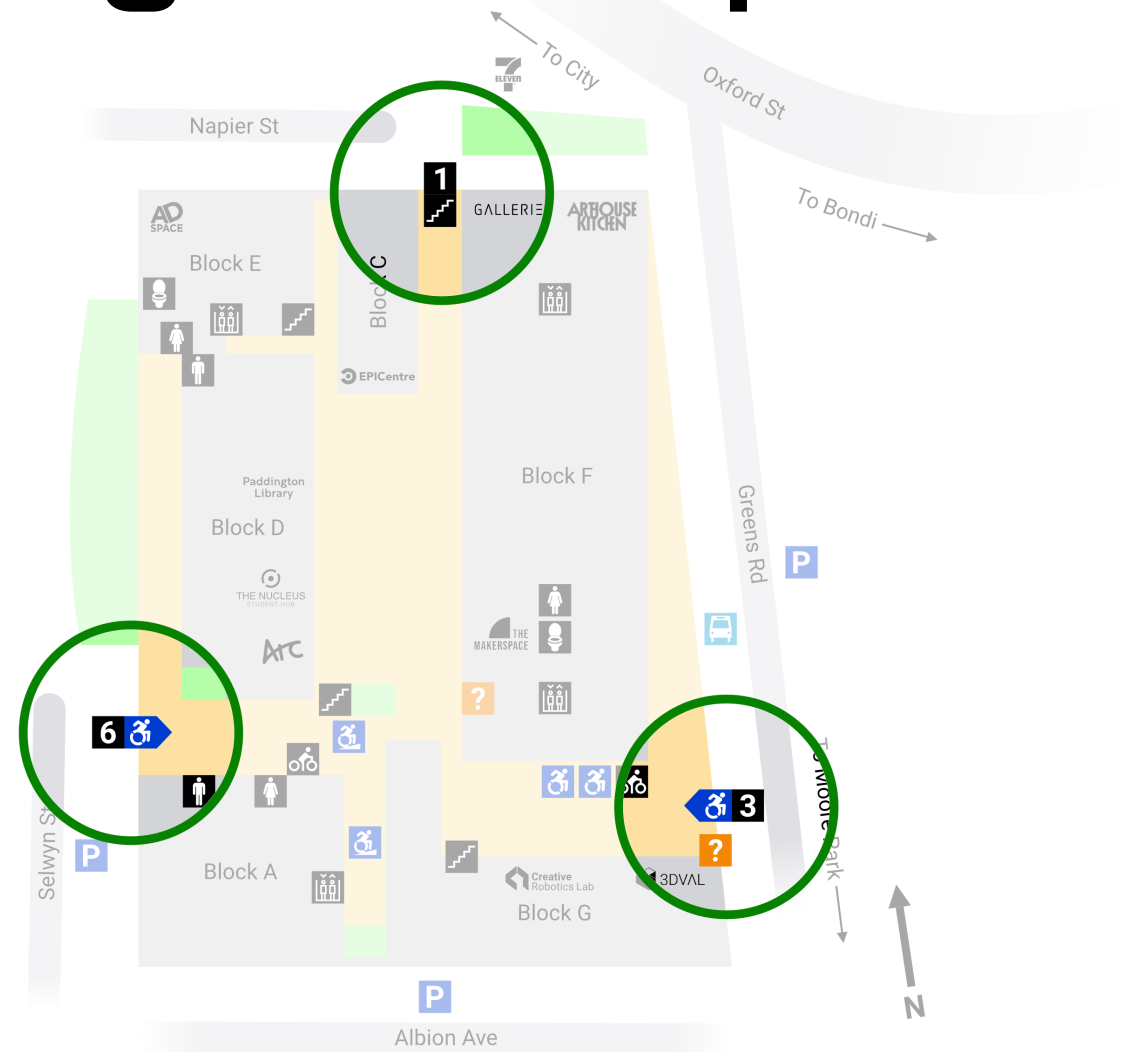 To City
7
ELEVEN
Oxford St
Napier St
1
To Bondi
AD
SPACE
GALLERIE
ARTHOUSE
KITCHEN
Block E
Block C
EPICentre
Block F
Paddington
Library
Block D
Greens Rd
P
THE NUCLEUS
STUDENT HUB
THE
MAKERSPACE
Arc
?
6
3
To Moore Park
?
Selwyn St
P
Block A
Creative
Robotics Lab
3DVAL
Block G
P
N
Albion Ave